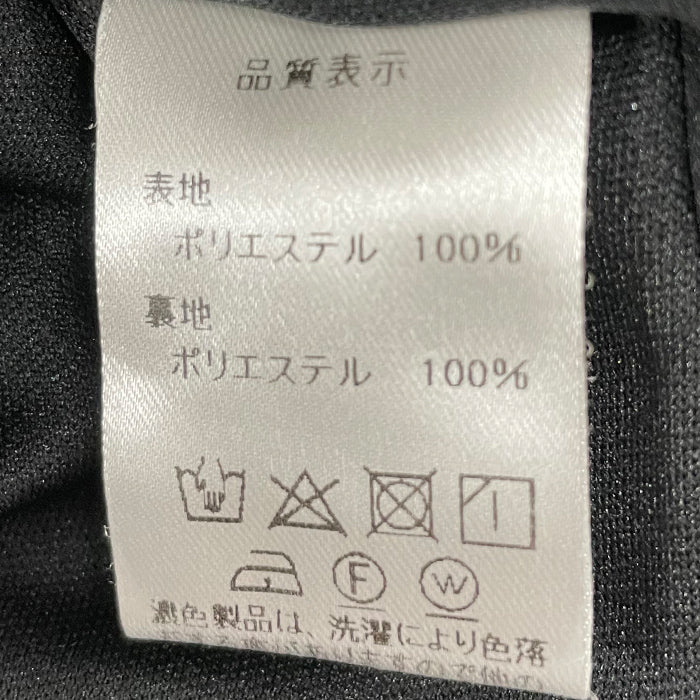 品質表示
表地
ポリエステル 100%
裏地
ポリエステル 100%
F W
濃色製品は、洗濯により色落